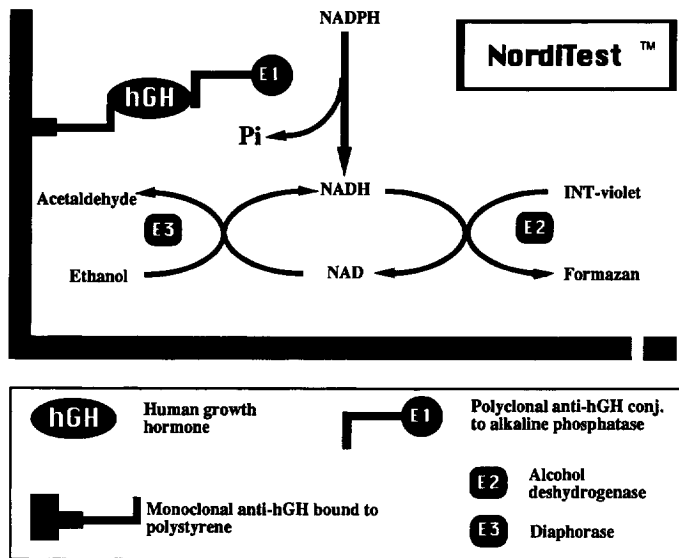 NADPH
NordiTest ™
E1
hGH
Pi
Acetaldehyde
NADH
INT-violet
E3
E2
Ethanol
NAD
Formazan
hGH
Human growth
hormone
E1
Polyclonal anti-hGH conj.
to alkaline phosphatase
Monoclonal anti-hGH bound to
polystyrene
E2
Alcohol
deshydrogenase
E3
Diaphorase